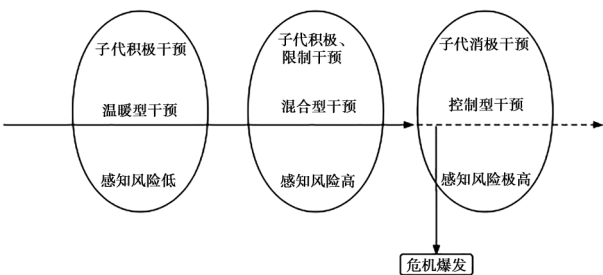 子代积极干预
温暖型干预
感知风险低
子代积极、
限制干预
混合型干预
感知风险高
子代消极干预
控制型干预
感知风险极高
危机爆发